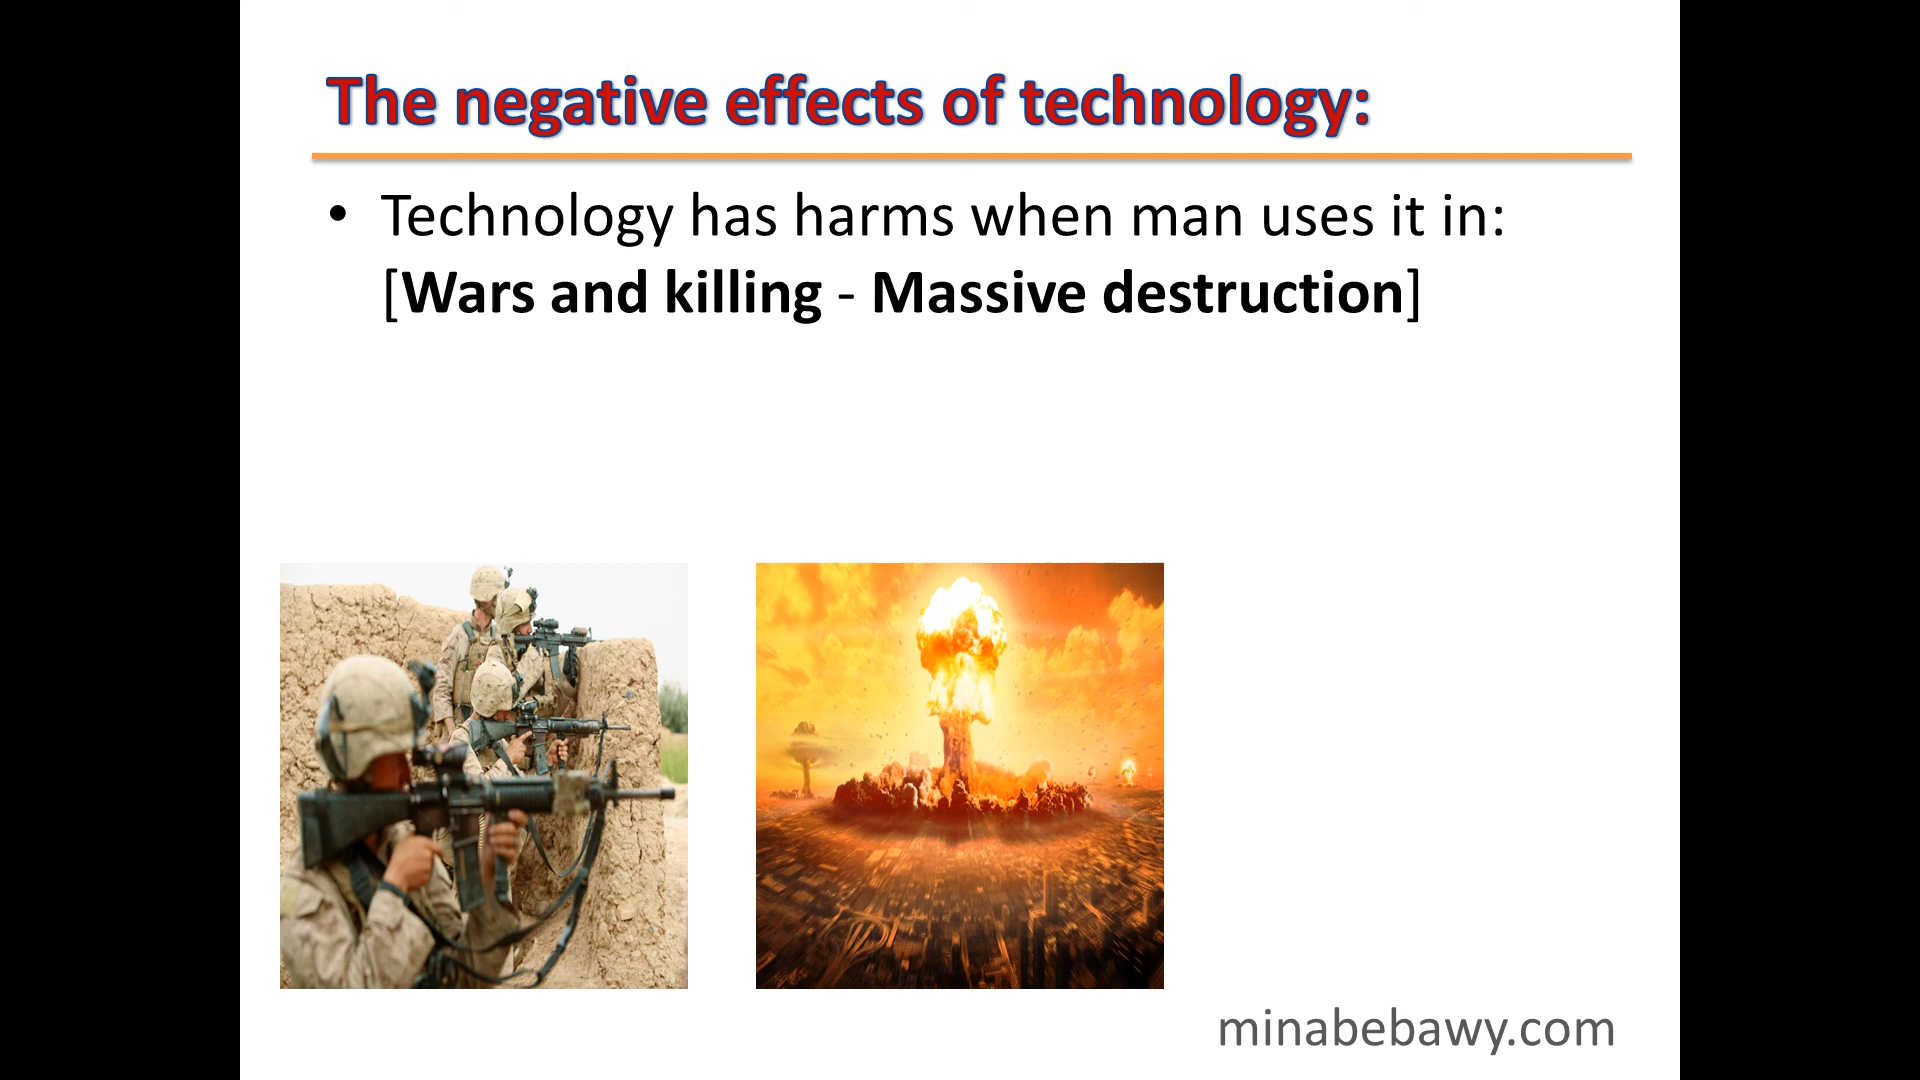 The negative effects of technology:
• Technology has harms when man uses it in:
[Wars and killing - Massive destruction]
minabebawy.com